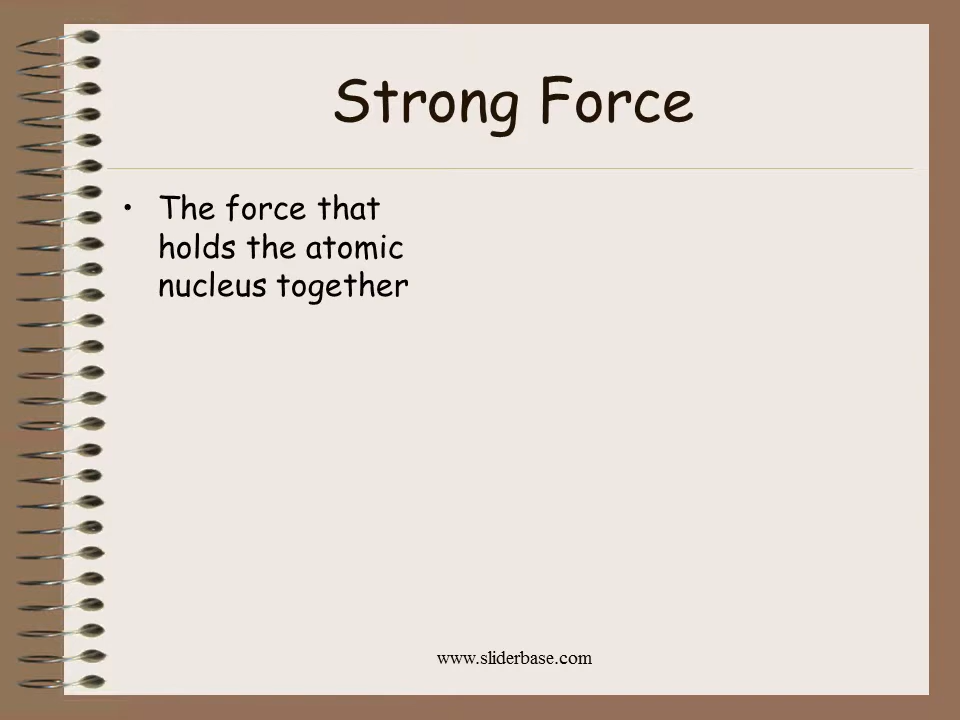 Strong Force
• The force that
holds the atomic
nucleus together
www.sliderbase.com